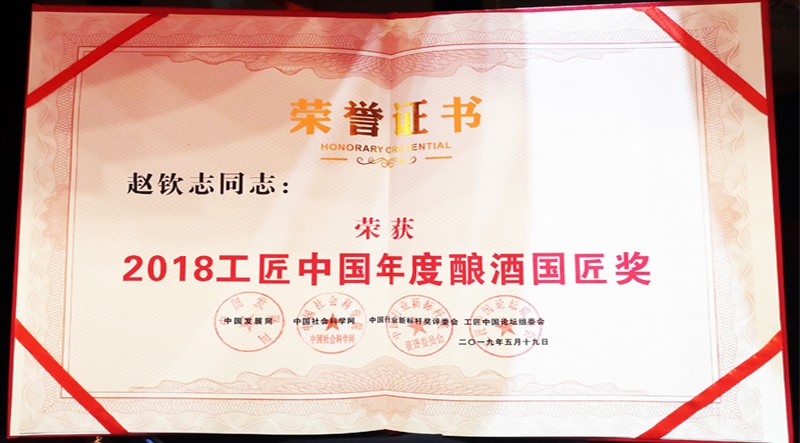 荣誉证书
HONORARY CREDENTIAL
赵钦志同志：
荣获
2018工匠中国年度酿酒国匠奖
中国发展网 中国社会科学网 中国行业新标杆奖评委会 工匠中国论坛组委会
二〇一九年五月十九日